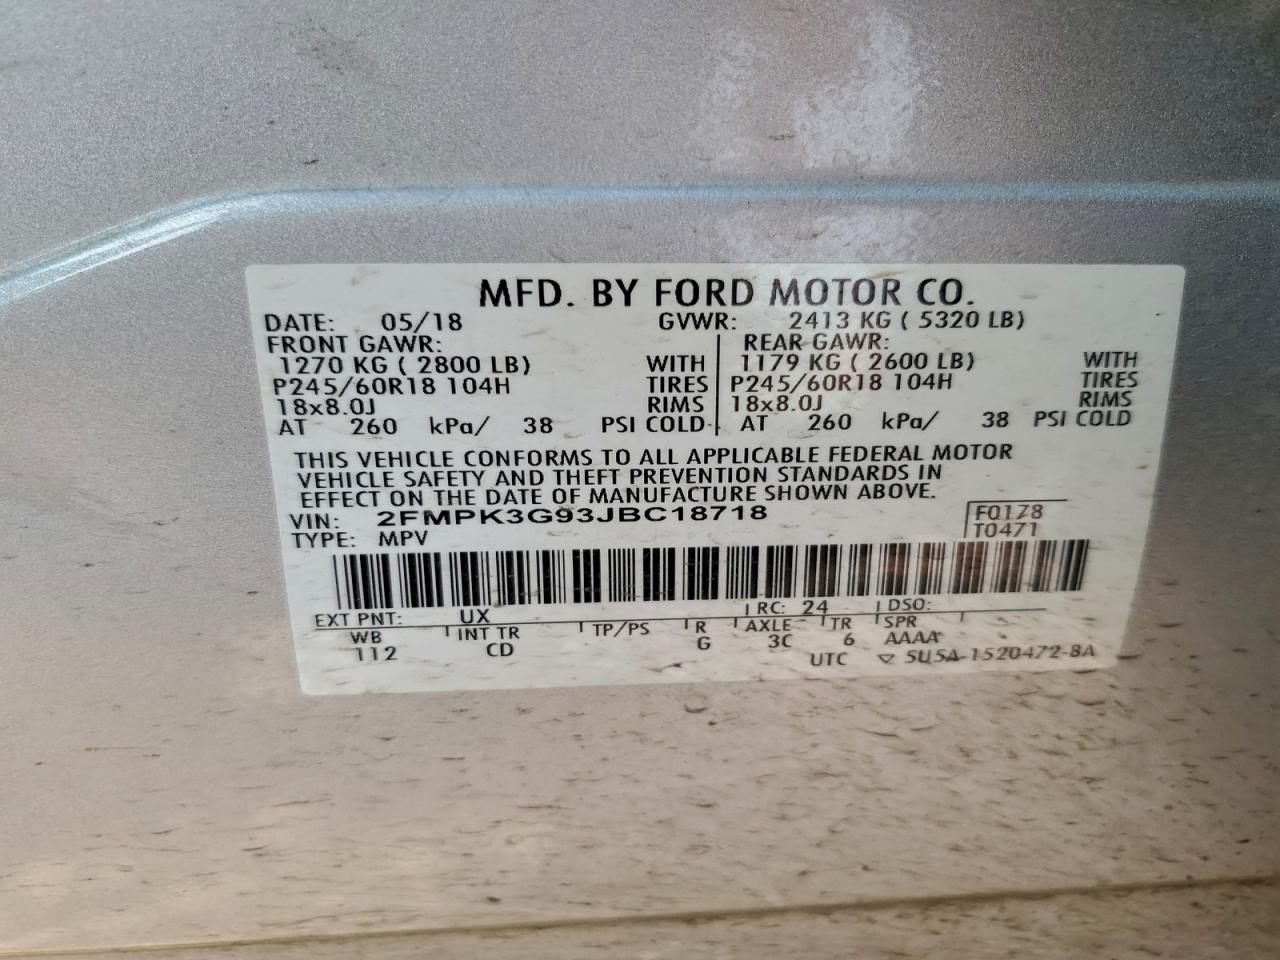 MFD. BY FORD MOTOR CO.
DATE: 05/18 GVWR: 2413 KG ( 5320 LB)
FRONT GAWR: REAR GAWR:
1270 KG ( 2800 LB) WITH 1179 KG ( 2600 LB) WITH
P245/60R18 104H TIRES P245/60R18 104H TIRES
18x8.0J RIMS 18x8.0J RIMS
AT 260 kPa/ 38 PSI COLD AT 260 kPa/ 38 PSI COLD
THIS VEHICLE CONFORMS TO ALL APPLICABLE FEDERAL MOTOR
VEHICLE SAFETY AND THEFT PREVENTION STANDARDS IN
EFFECT ON THE DATE OF MANUFACTURE SHOWN ABOVE.
VIN: 2FMPK3G93JBC18718 F0178
TYPE: MPV T0471
EXT PNT: UX RC: 24 DSO:
WB INT TR TP/PS R AXLE TR SPR
112 CD G 3C 6 AAAA
UTC ▽ 5U5A-1520472-BA